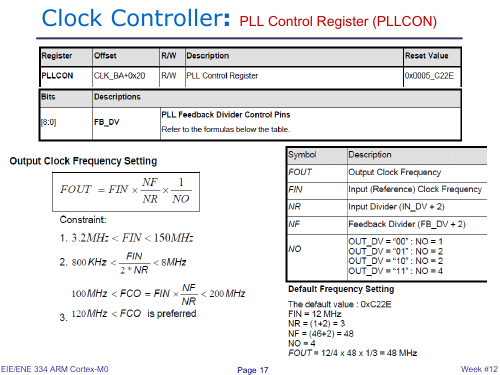 Clock Controller: PLL Control Register (PLLCON)
Register Offset R/W Description Reset Value
PLLCON CLK_BA+0x20 R/W PLL Control Register 0x0005_C22E
Bits Descriptions
[8:0] FB_DV PLL Feedback Divider Control Pins
Refer to the formulas below the table.
Output Clock Frequency Setting
FOUT = FIN × NF/NR × 1/NO
Constraint:
1. 3.2MHz < FIN < 150MHz
2. 800KHz < FIN/2*NR < 8MHz
100MHz < FCO = FIN × NF/NR < 200MHz
3. 120MHz < FCO is preferred
Symbol Description
FOUT Output Clock Frequency
FIN Input (Reference) Clock Frequency
NR Input Divider (IN_DV + 2)
NF Feedback Divider (FB_DV + 2)
NO OUT_DV = "00" : NO = 1
OUT_DV = "01" : NO = 2
OUT_DV = "10" : NO = 2
OUT_DV = "11" : NO = 4
Default Frequency Setting
The default value : 0xC22E
FIN = 12 MHz
NR = (1+2) = 3
NF = (46+2) = 48
NO = 4
FOUT = 12/4 x 48 x 1/3 = 48 MHz
EIE/ENE 334 ARM Cortex-M0 Page 17 Week #12